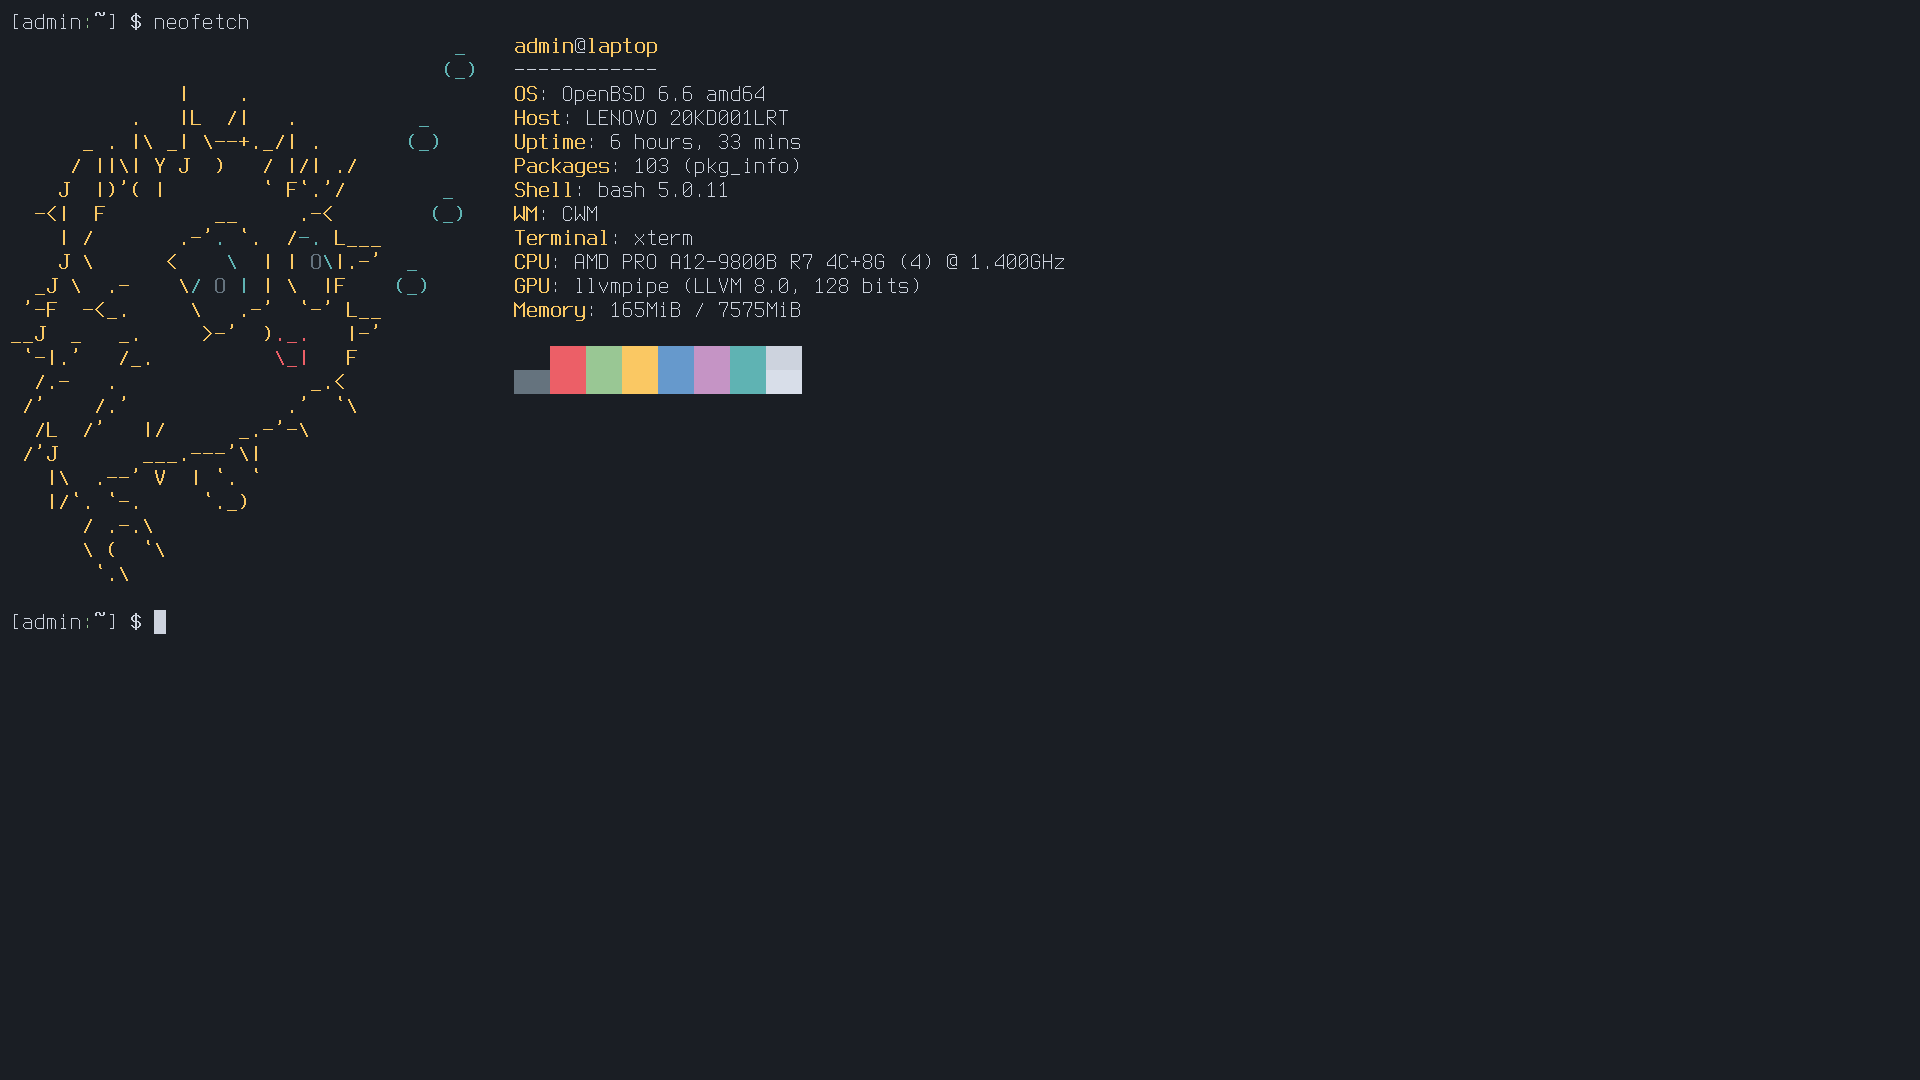 [admin:~] $ neofetch
admin@laptop
------------
OS: OpenBSD 6.6 amd64
Host: LENOVO 20KD001LRT
Uptime: 6 hours, 33 mins
Packages: 103 (pkg_info)
Shell: bash 5.0.11
WM: CWM
Terminal: xterm
CPU: AMD PRO A12-9800B R7 4C+8G (4) @ 1.400GHz
GPU: llvmpipe (LLVM 8.0, 128 bits)
Memory: 165MiB / 7575MiB
[admin:~] $